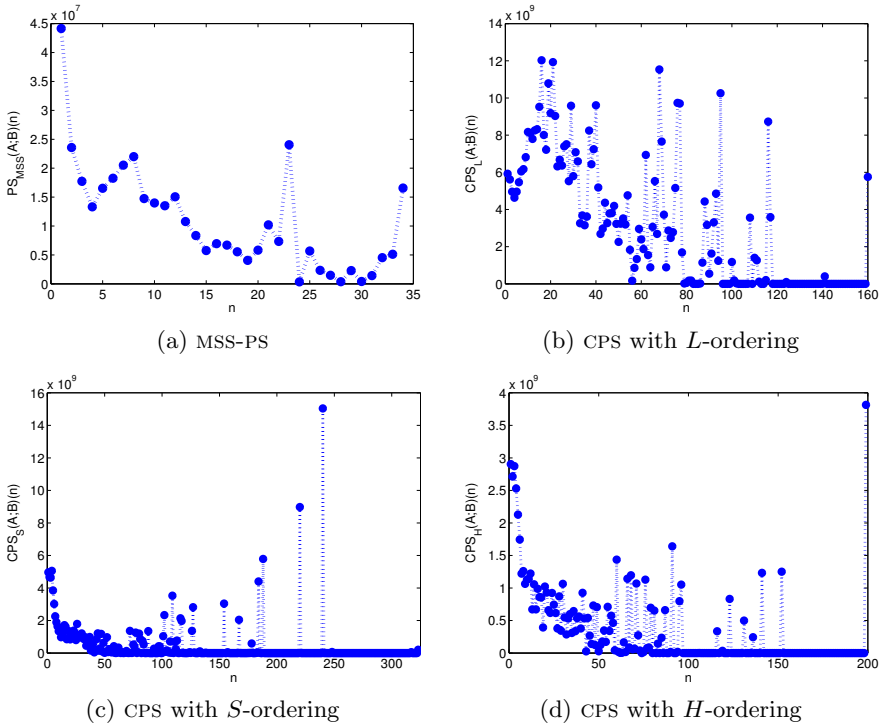 x 10^7
4.5
4
3.5
3
2.5
2
1.5
1
0.5
0
0 5 10 15 20 25 30 35
n
PS_MSS(A;B)(n)
(a) MSS-PS
x 10^9
14
12
10
8
6
4
2
0
0 20 40 60 80 100 120 140 160
n
CPS_L(A;B)(n)
(b) CPS with L-ordering
x 10^9
16
14
12
10
8
6
4
2
0
0 50 100 150 200 250 300
n
CPS_S(A;B)(n)
(c) CPS with S-ordering
x 10^9
4
3.5
3
2.5
2
1.5
1
0.5
0
0 50 100 150 200
n
CPS_H(A;B)(n)
(d) CPS with H-ordering